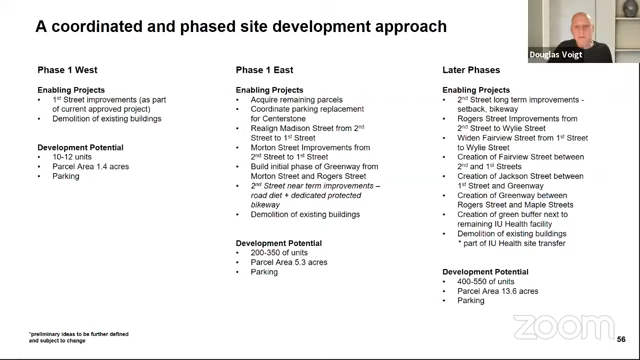 A coordinated and phased site development approach
Douglas Voigt
Phase 1 West
Enabling Projects
• 1st Street improvements (as part
of current approved project)
• Demolition of existing buildings
Development Potential
• 10-12 units
• Parcel Area 1.4 acres
• Parking
Phase 1 East
Enabling Projects
• Acquire remaining parcels
• Coordinate parking replacement
for Centerstone
• Realign Madison Street from 2nd
Street to 1st Street
• Morton Street Improvements from
2nd Street to 1st Street
• Build initial phase of Greenway from
Morton Street and Rogers Street
• 2nd Street near term improvements –
road diet + dedicated protected
bikeway
• Demolition of existing buildings
Development Potential
• 200-350 of units
• Parcel Area 5.3 acres
• Parking
Later Phases
Enabling Projects
• 2nd Street long term improvements -
setback, bikeway
• Rogers Street Improvements from
2nd Street to Wylie Street
• Widen Fairview Street from 1st Street
to Wylie Street
• Creation of Fairview Street between
2nd and 1st Streets
• Creation of Jackson Street between
1st Street and Greenway
• Creation of Greenway between
Rogers Street and Maple Streets
• Creation of green buffer next to
remaining IU Health facility
• Demolition of existing buildings
* part of IU Health site transfer
Development Potential
• 400-550 of units
• Parcel Area 13.6 acres
• Parking
*preliminary ideas to be further defined
and subject to change
zoom
56